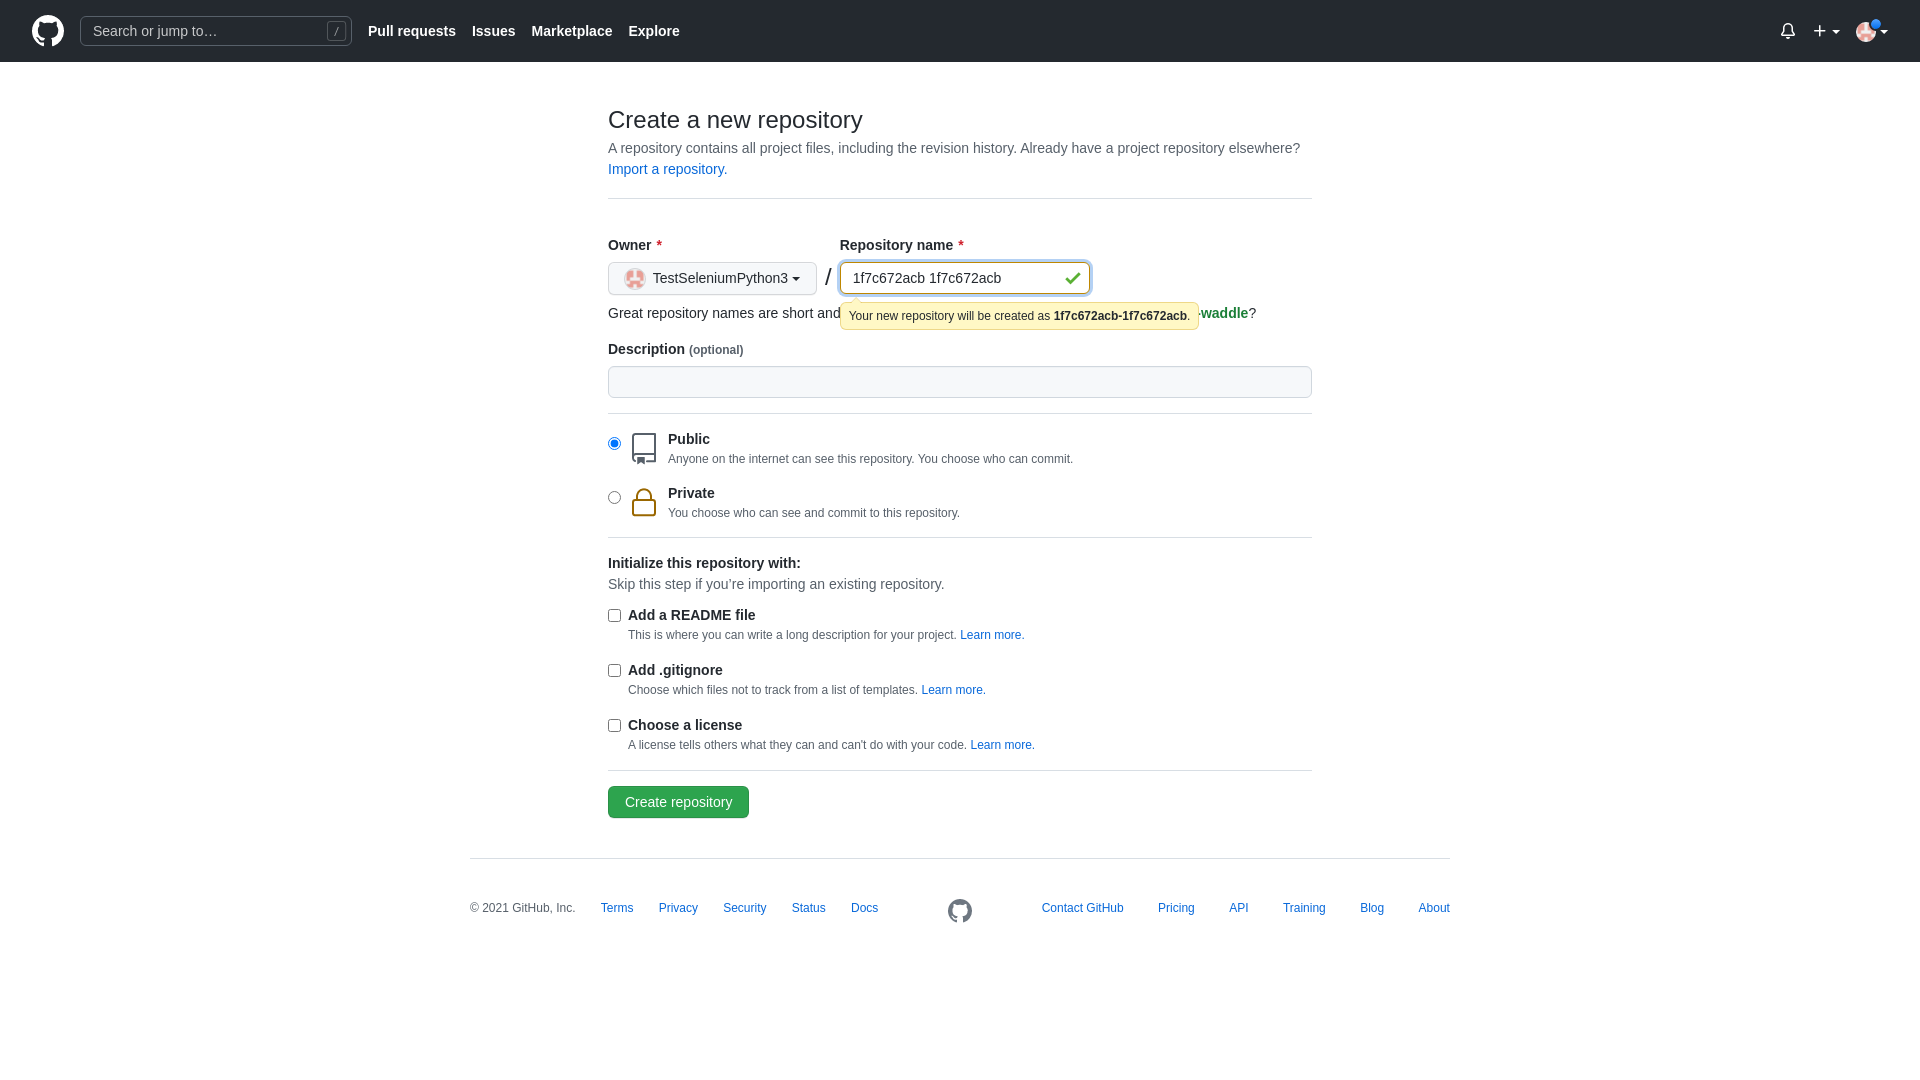 Search or jump to…
/
Pull requests
Issues
Marketplace
Explore
Create a new repository
A repository contains all project files, including the revision history. Already have a project repository elsewhere?
Import a repository.
Owner *
Repository name *
TestSeleniumPython3
/
1f7c672acb 1f7c672acb
Great repository names are short and
-waddle?
Your new repository will be created as 1f7c672acb-1f7c672acb.
Description (optional)
Public
Anyone on the internet can see this repository. You choose who can commit.
Private
You choose who can see and commit to this repository.
Initialize this repository with:
Skip this step if you’re importing an existing repository.
Add a README file
This is where you can write a long description for your project. Learn more.
Add .gitignore
Choose which files not to track from a list of templates. Learn more.
Choose a license
A license tells others what they can and can't do with your code. Learn more.
Create repository
© 2021 GitHub, Inc.
Terms
Privacy
Security
Status
Docs
Contact GitHub
Pricing
API
Training
Blog
About